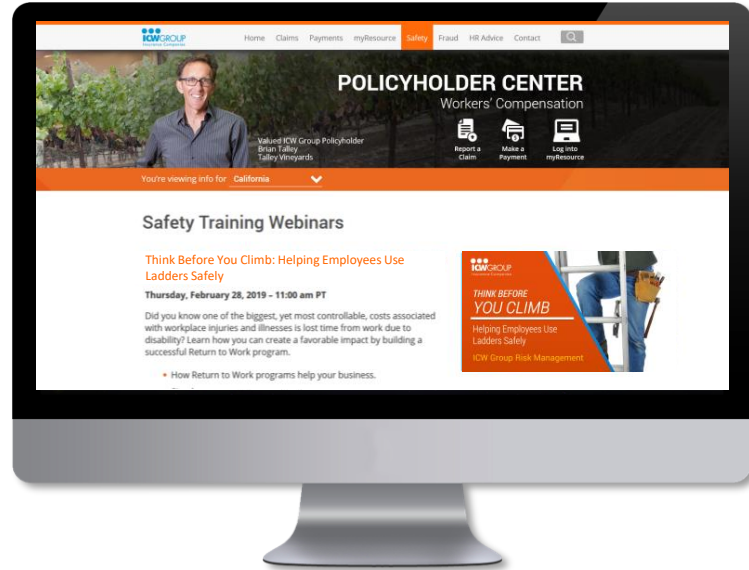 ICWGROUP
Insurance Companies
Home Claims Payments myResource Safety Fraud HR Advice Contact
POLICYHOLDER CENTER
Workers' Compensation
Valued ICW Group Policyholder
Brian Talley
Talley Vineyards
Report a
Claim
Make a
Payment
Log into
myResource
You're viewing info for California
Safety Training Webinars
Think Before You Climb: Helping Employees Use
Ladders Safely
Thursday, February 28, 2019 – 11:00 am PT
Did you know one of the biggest, yet most controllable, costs associated
with workplace injuries and illnesses is lost time from work due to
disability? Learn how you can create a favorable impact by building a
successful Return to Work program.
• How Return to Work programs help your business.
ICWGROUP
THINK BEFORE
YOU CLIMB
Helping Employees Use
Ladders Safely
ICW Group Risk Management